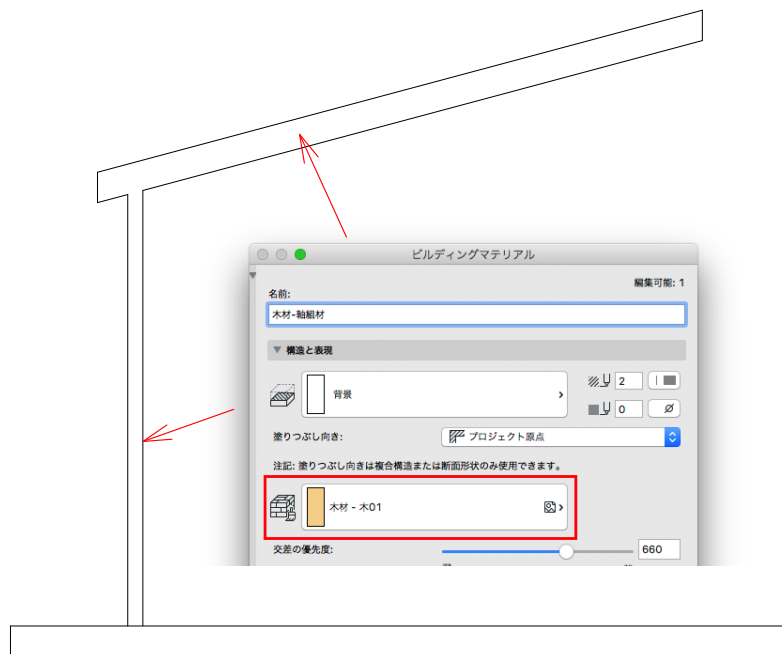 ビルディングマテリアル
編集可能: 1
名前:
木材-軸組材
構造と表現
背景
2
0
塗りつぶし向き:
プロジェクト原点
注記: 塗りつぶし向きは複合構造または断面形状のみ使用できます。
木材 - 木01
交差の優先度:
660